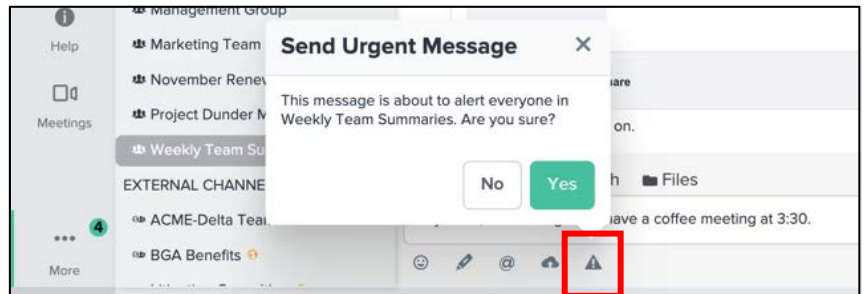 Help
Meetings
4
More
Management Group
Marketing Team
November Renew
Project Dunder M
Weekly Team Su
EXTERNAL CHANNE
ACME-Delta Tea
BGA Benefits
Send Urgent Message
This message is about to alert everyone in
Weekly Team Summaries. Are you sure?
No
Yes
on.
Files
have a coffee meeting at 3:30.
@